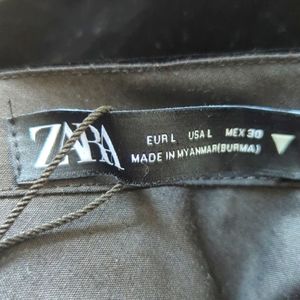 ZARA
EUR L USA L MEX 30
MADE IN MYANMAR(BURMA)